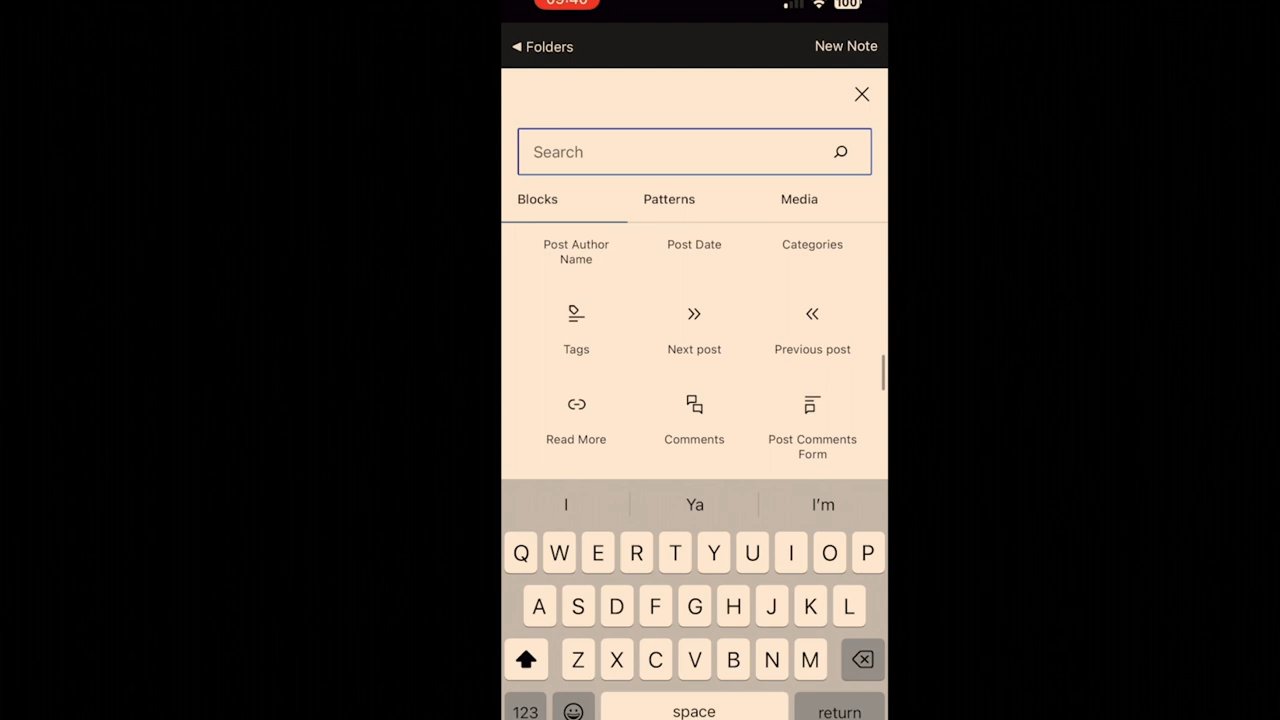 100
◀ Folders
New Note
Search
Blocks Patterns Media
Post Author Name
Post Date
Categories
Tags
Next post
Previous post
Read More
Comments
Post Comments Form
I Ya I'm
Q W E R T Y U I O P
A S D F G H J K L
Z X C V B N M
123 space return